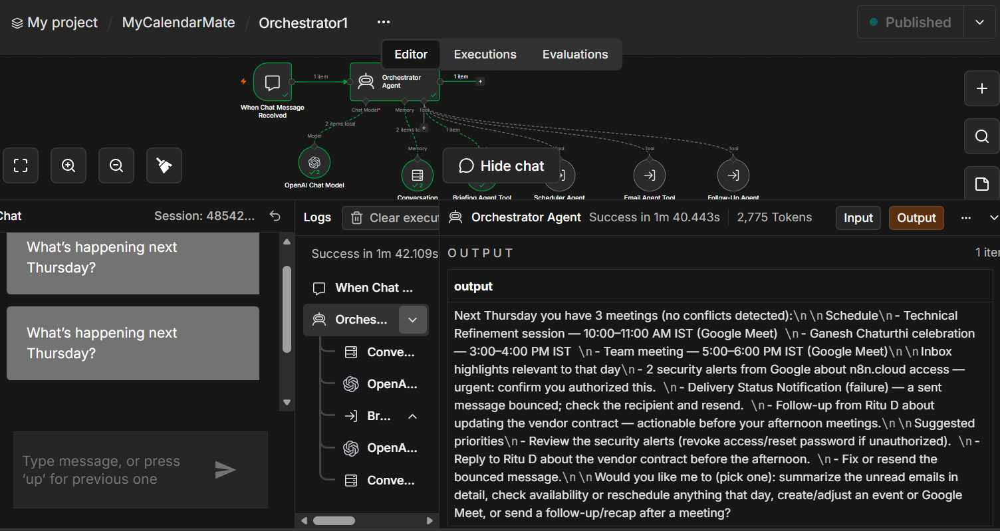 My project / MyCalendarMate / Orchestrator1 ...
Published
Editor Executions Evaluations
1 item
Orchestrator
Agent
1 item
When Chat Message
Received
Chat Model*
Memory
Tool
2 items total
2 items to
1 item
Model
Memory
Tool
Tool
2
OpenAI Chat Model
2
Hide chat
Conversation
Briefing Agent Tool
Scheduler Agent
Email Agent Tool
Follow-Up Agent
Chat
Session: 48542...
What's happening next
Thursday?
What's happening next
Thursday?
Type message, or press
'up' for previous one
Logs
Clear execut
Success in 1m 42.109s
When Chat ...
Orches...
Conve...
OpenA...
Br...
OpenA...
Conve...
Orchestrator Agent Success in 1m 40.443s 2,775 Tokens
Input Output ...
OUTPUT
1 iter
output
Next Thursday you have 3 meetings (no conflicts detected):\n\nSchedule\n- Technical
Refinement session — 10:00–11:00 AM IST (Google Meet) \n- Ganesh Chaturthi celebration
— 3:00–4:00 PM IST \n- Team meeting — 5:00–6:00 PM IST (Google Meet)\n\nInbox
highlights relevant to that day\n- 2 security alerts from Google about n8n.cloud access —
urgent: confirm you authorized this. \n- Delivery Status Notification (failure) — a sent
message bounced; check the recipient and resend. \n- Follow-up from Ritu D about
updating the vendor contract — actionable before your afternoon meetings.\n\nSuggested
priorities\n- Review the security alerts (revoke access/reset password if unauthorized). \n-
Reply to Ritu D about the vendor contract before the afternoon. \n- Fix or resend the
bounced message.\n\nWould you like me to (pick one): summarize the unread emails in
detail, check availability or reschedule anything that day, create/adjust an event or Google
Meet, or send a follow-up/recap after a meeting?